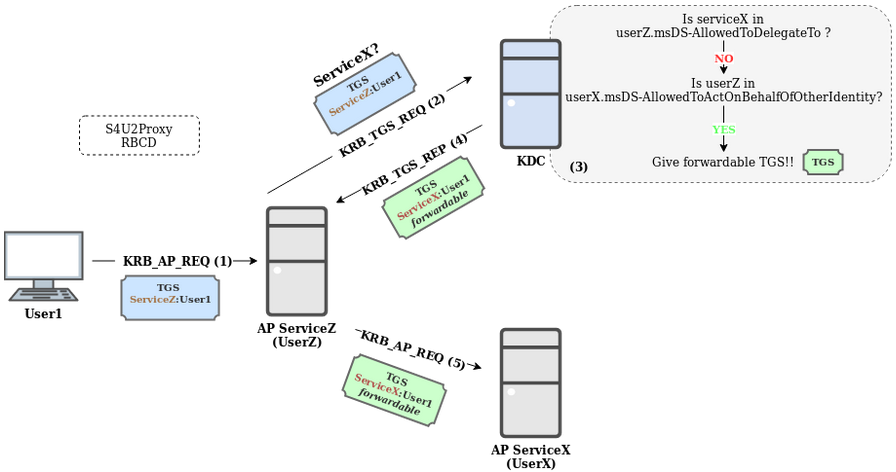 Is serviceX in
userZ.msDS-AllowedToDelegateTo ?
NO
Is userZ in
userX.msDS-AllowedToActOnBehalfOfOtherIdentity?
YES
Give forwardable TGS!!
TGS
(3)
KDC
ServiceX?
TGS
ServiceZ:User1
KRB_TGS_REQ (2)
KRB_TGS_REP (4)
TGS
ServiceX:User1
forwardable
S4U2Proxy
RBCD
KRB_AP_REQ (1)
TGS
ServiceZ:User1
User1
AP ServiceZ
(UserZ)
KRB_AP_REQ (5)
TGS
ServiceX:User1
forwardable
AP ServiceX
(UserX)